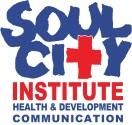 SOUL
CITY
INSTITUTE
HEALTH & DEVELOPMENT
COMMUNICATION